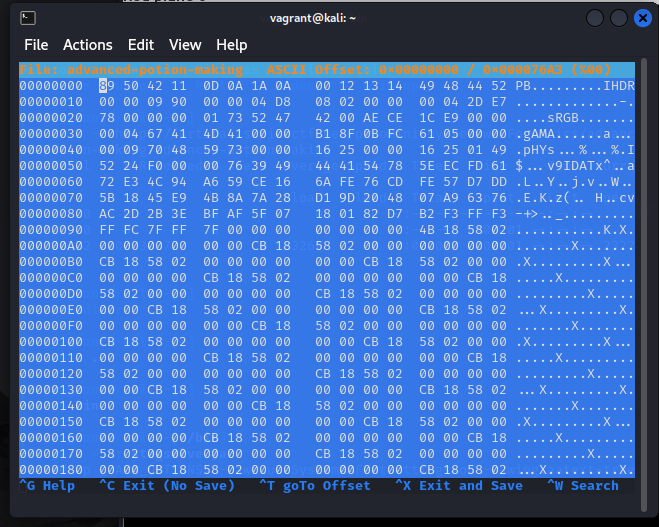 vagrant@kali: ~
File Actions Edit View Help
File: advanced-potion-making ASCII Offset: 0×00000000 / 0×000076A3 (%00)
00000000 89 50 42 11 0D 0A 1A 0A 00 12 13 14 49 48 44 52 PB.........IHDR
00000010 00 00 09 90 00 00 04 D8 08 02 00 00 00 04 2D E7 ..............-.
00000020 78 00 00 00 01 73 52 47 42 00 AE CE 1C E9 00 00 ....sRGB........
00000030 00 04 67 41 4D 41 00 00 B1 8F 0B FC 61 05 00 00 .gAMA......a...
00000040 00 09 70 48 59 73 00 00 16 25 00 00 16 25 01 49 .pHYs...%...%.I
00000050 52 24 F0 00 00 76 39 49 44 41 54 78 5E EC FD 61 $...v9IDATx^..a
00000060 72 E3 4C 94 A6 59 CE 16 6A FE 76 CD FE 57 D7 DD .L..Y..j.v..W..
00000070 5B 18 45 E9 4B 8A 7A 28 D1 9D 20 48 07 A9 63 76 E.K.z(.. H..cv
00000080 AC 2D 2B 3E BF AF 5F 07 18 01 82 D7 B2 F3 FF F3 -+>.._.........
00000090 FF FC 7F FF 7F 00 00 00 00 00 00 00 4B 18 58 02 ...........K.X.
000000A0 00 00 00 00 00 00 CB 18 58 02 00 00 00 00 00 00 .......X.......
000000B0 CB 18 58 02 00 00 00 00 00 00 CB 18 58 02 00 00 .X.........X...
000000C0 00 00 00 00 CB 18 58 02 00 00 00 00 00 00 CB 18 .....X.........
000000D0 58 02 00 00 00 00 00 00 CB 18 58 02 00 00 00 00 .........X.....
000000E0 00 00 CB 18 58 02 00 00 00 00 00 00 CB 18 58 02 ...X.........X.
000000F0 00 00 00 00 00 00 CB 18 58 02 00 00 00 00 00 00 .......X.......
00000100 CB 18 58 02 00 00 00 00 00 00 CB 18 58 02 00 00 .X.........X...
00000110 00 00 00 00 CB 18 58 02 00 00 00 00 00 00 CB 18 .....X.........
00000120 58 02 00 00 00 00 00 00 CB 18 58 02 00 00 00 00 .........X.....
00000130 00 00 CB 18 58 02 00 00 00 00 00 00 CB 18 58 02 ...X.........X.
00000140 00 00 00 00 00 00 CB 18 58 02 00 00 00 00 00 00 .......X.......
00000150 CB 18 58 02 00 00 00 00 00 00 CB 18 58 02 00 00 .X.........X...
00000160 00 00 00 00 CB 18 58 02 00 00 00 00 00 00 CB 18 .....X.........
00000170 58 02 00 00 00 00 00 00 CB 18 58 02 00 00 00 00 .........X.....
00000180 00 00 CB 18 58 02 00 00 00 00 00 00 CB 18 58 02 ...X.........X.
^G Help ^C Exit (No Save) ^T goTo Offset ^X Exit and Save ^W Search